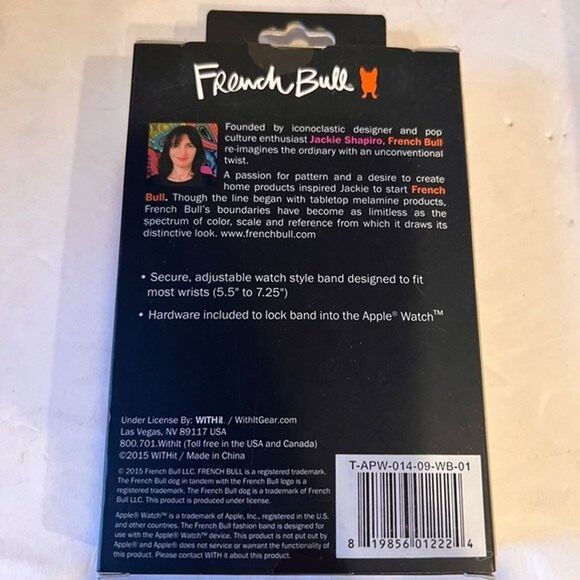 French Bull
Founded by iconoclastic designer and pop
culture enthusiast Jackie Shapiro, French Bull
re-imagines the ordinary with an unconventional
twist.
A passion for pattern and a desire to create
home products inspired Jackie to start French
Bull. Though the line began with tabletop melamine products,
French Bull's boundaries have become as limitless as the
spectrum of color, scale and reference from which it draws its
distinctive look. www.frenchbull.com
• Secure, adjustable watch style band designed to fit
most wrists (5.5" to 7.25")
• Hardware included to lock band into the Apple® Watch™
Under License By: WITHit. / WithItGear.com
Las Vegas, NV 89117 USA
800.701.WithIt (Toll free in the USA and Canada)
©2015 WITHit / Made in China
© 2015 French Bull LLC. FRENCH BULL is a registered trademark.
The French Bull dog in tandem with the French Bull logo is a
registered trademark. The French Bull dog is a trademark of French
Bull LLC. This product is produced under license.
Apple® Watch™ is a trademark of Apple, Inc., registered in the U.S.
and other countries. The French Bull fashion band is designed for
use with the Apple® Watch™ device. This product is not put out by
Apple® and Apple® does not service or warrant the functionality of
this product. Please contact WITH it about this product.
T-APW-014-09-WB-01
8 19856 01222 4